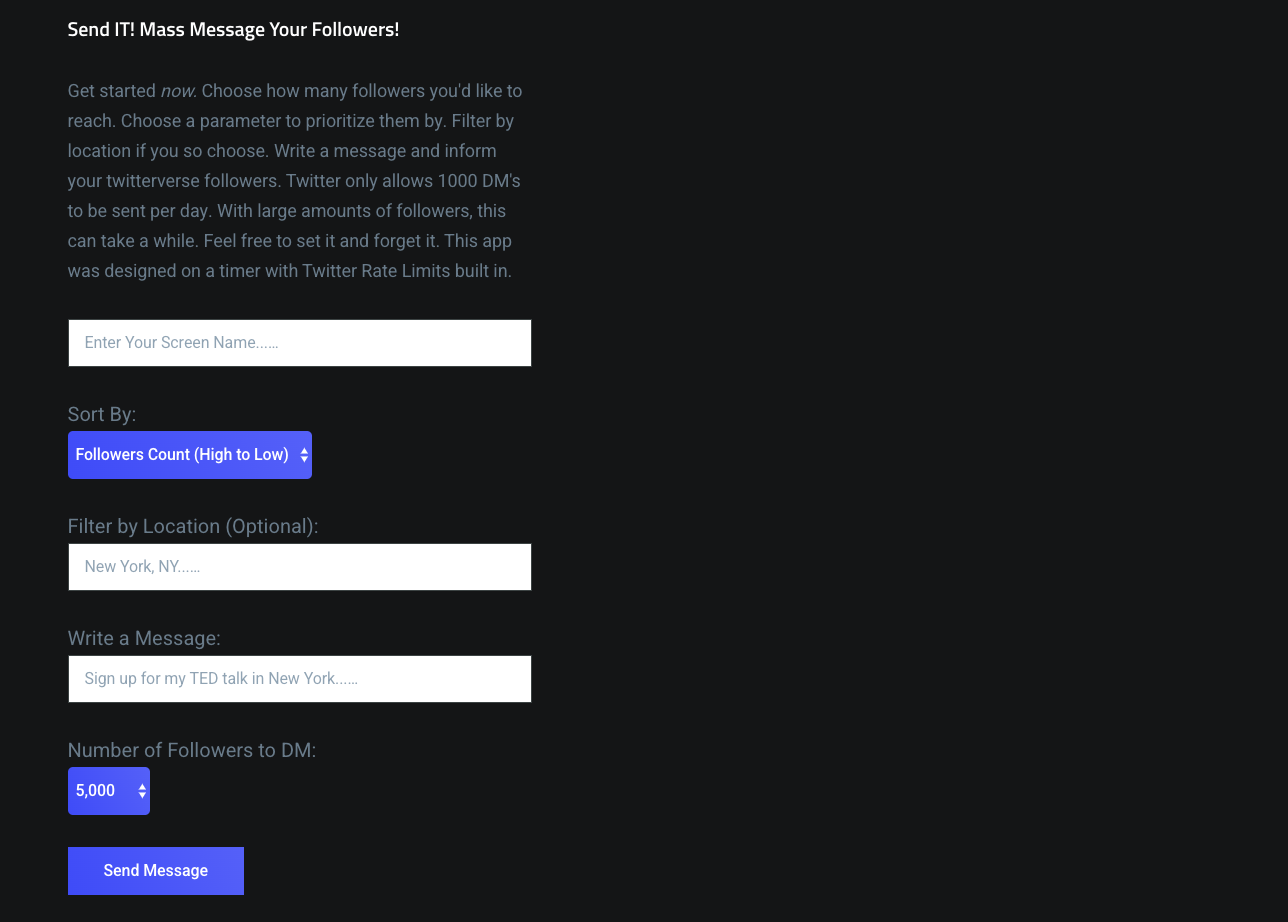 Send IT! Mass Message Your Followers!
Get started now. Choose how many followers you'd like to
reach. Choose a parameter to prioritize them by. Filter by
location if you so choose. Write a message and inform
your twitterverse followers. Twitter only allows 1000 DM's
to be sent per day. With large amounts of followers, this
can take a while. Feel free to set it and forget it. This app
was designed on a timer with Twitter Rate Limits built in.
Enter Your Screen Name...…
Sort By:
Followers Count (High to Low)
Filter by Location (Optional):
New York, NY...…
Write a Message:
Sign up for my TED talk in New York...…
Number of Followers to DM:
5,000
Send Message